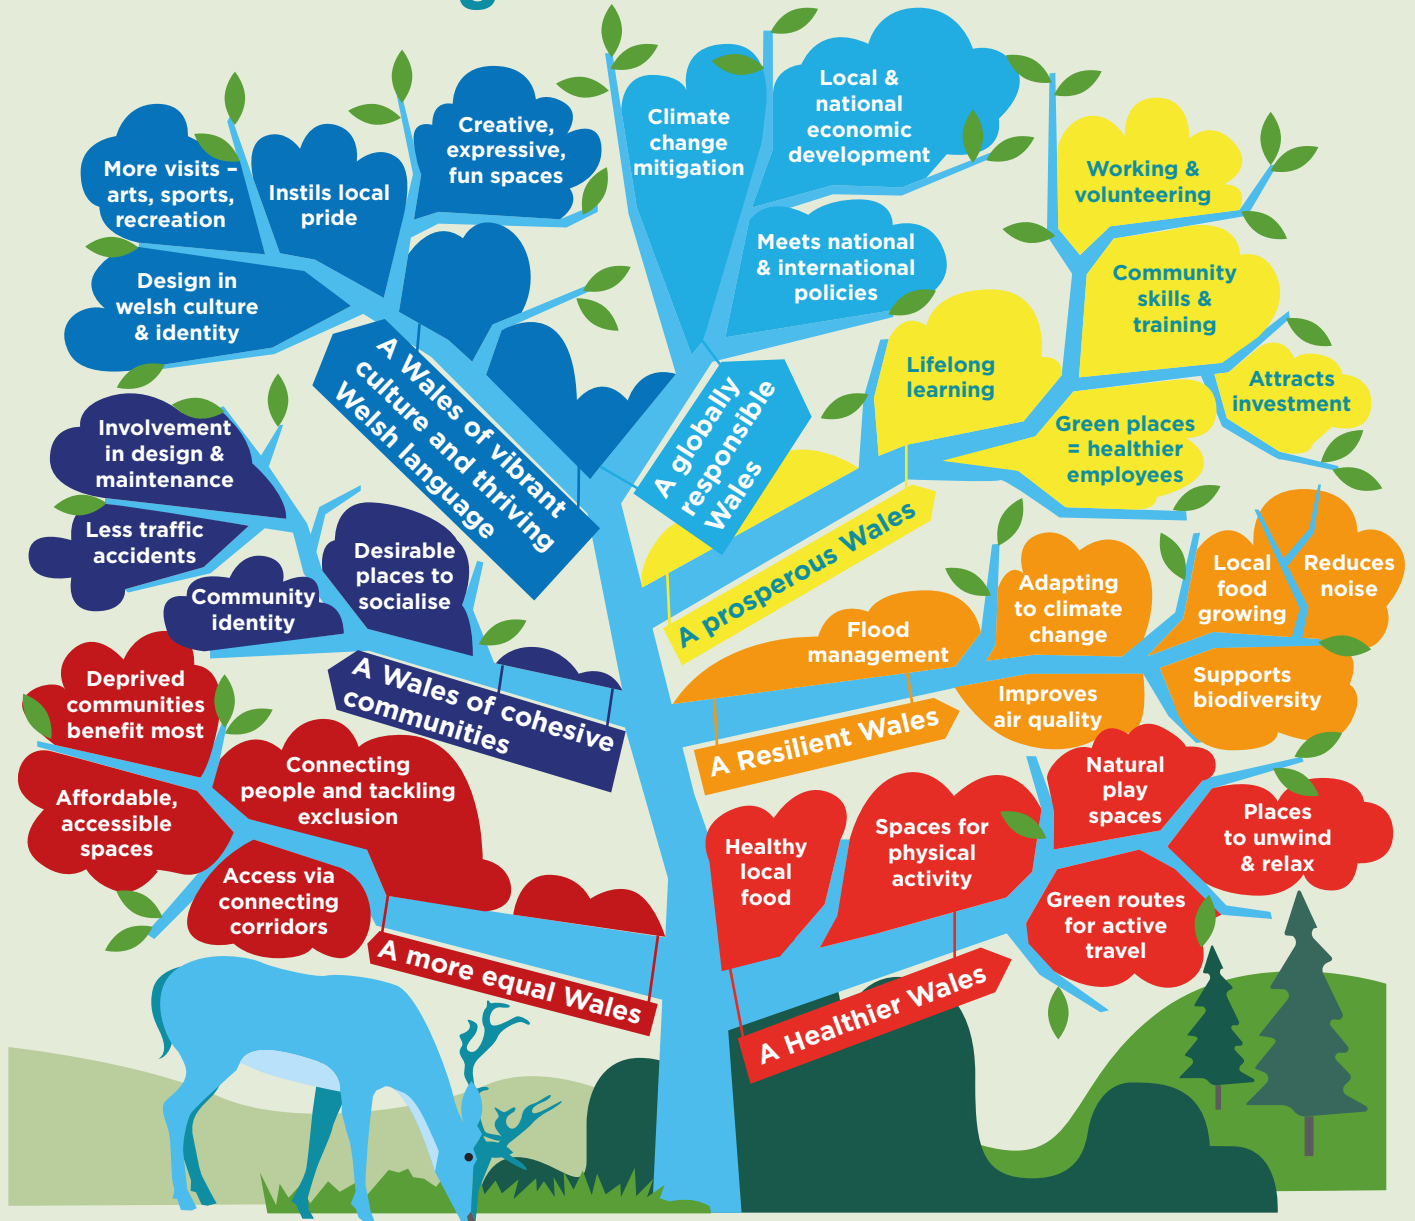 More visits –
arts, sports,
recreation
Instils local
pride
Creative,
expressive,
fun spaces
Design in
welsh culture
& identity
A Wales of vibrant
culture and thriving
Welsh language
Climate
change
mitigation
Local &
national
economic
development
Meets national
& international
policies
A globally
responsible
Wales
Working &
volunteering
Community
skills &
training
Lifelong
learning
Attracts
investment
Green places
= healthier
employees
A prosperous Wales
Involvement
in design &
maintenance
Less traffic
accidents
Community
identity
Desirable
places to
socialise
A Wales of cohesive
communities
Flood
management
Adapting
to climate
change
Local
food
growing
Reduces
noise
Improves
air quality
Supports
biodiversity
A Resilient Wales
Deprived
communities
benefit most
Affordable,
accessible
spaces
Connecting
people and tackling
exclusion
Access via
connecting
corridors
A more equal Wales
Healthy
local
food
Spaces for
physical
activity
Natural
play
spaces
Places
to unwind
& relax
Green routes
for active
travel
A Healthier Wales